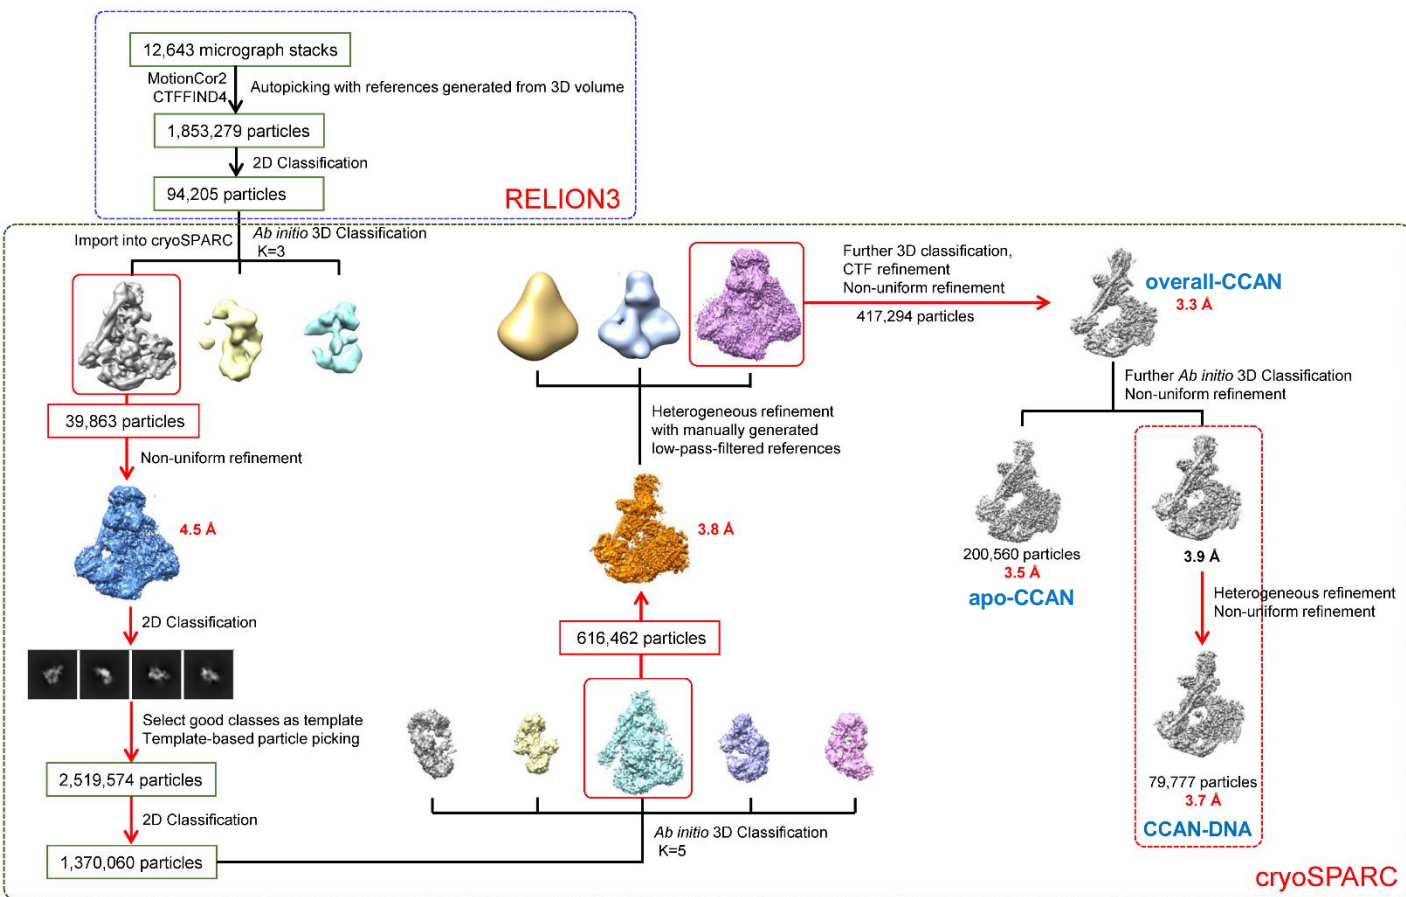 12,643 micrograph stacks
MotionCor2
CTFFIND4
Autopicking with references generated from 3D volume
1,853,279 particles
2D Classification
94,205 particles
RELION3
Import into cryoSPARC
Ab initio 3D Classification
K=3
39,863 particles
Non-uniform refinement
4.5 Å
2D Classification
Select good classes as template
Template-based particle picking
2,519,574 particles
2D Classification
1,370,060 particles
Ab initio 3D Classification
K=5
616,462 particles
3.8 Å
Heterogeneous refinement
with manually generated
low-pass-filtered references
Further 3D classification,
CTF refinement
Non-uniform refinement
417,294 particles
overall-CCAN
3.3 Å
Further Ab initio 3D Classification
Non-uniform refinement
200,560 particles
3.5 Å
apo-CCAN
3.9 Å
Heterogeneous refinement
Non-uniform refinement
79,777 particles
3.7 Å
CCAN-DNA
cryoSPARC